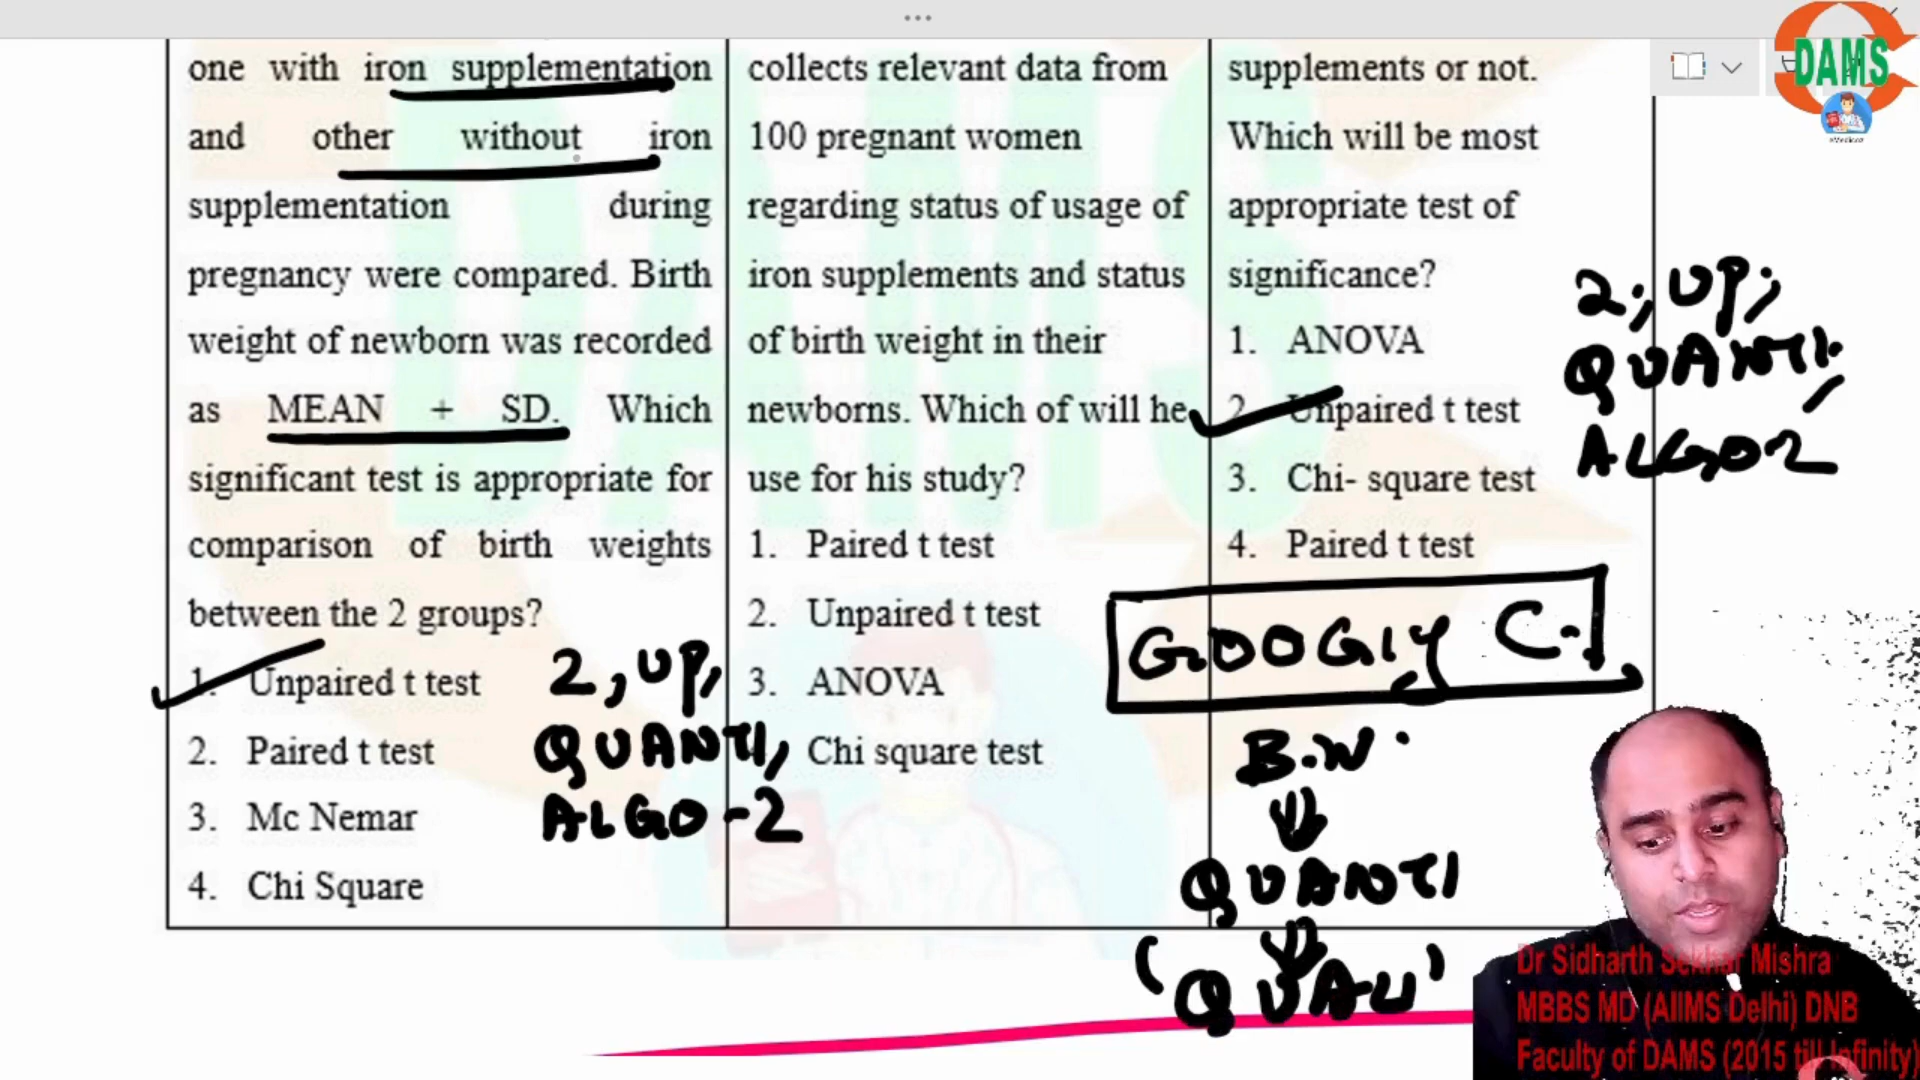 one with iron supplementation
and other without iron
supplementation during
pregnancy were compared. Birth
weight of newborn was recorded
as MEAN + SD. Which
significant test is appropriate for
comparison of birth weights
between the 2 groups?
1. Unpaired t test
2. Paired t test
3. Mc Nemar
4. Chi Square
2, UP,
QUANTI,
ALGO-2
collects relevant data from
100 pregnant women
regarding status of usage of
iron supplements and status
of birth weight in their
newborns. Which of will he
use for his study?
1. Paired t test
2. Unpaired t test
3. ANOVA
Chi square test
supplements or not.
Which will be most
appropriate test of
significance?
1. ANOVA
2. Unpaired t test
3. Chi- square test
4. Paired t test
2; UP;
QUANTI,
ALGO2
GOOGLY
B.W.
QUANTI
'QUALI'
DAMS
Dr Sidharth Sekhar Mishra
MBBS MD (AIIMS Delhi) DNB
Faculty of DAMS (2015 till Infinity)